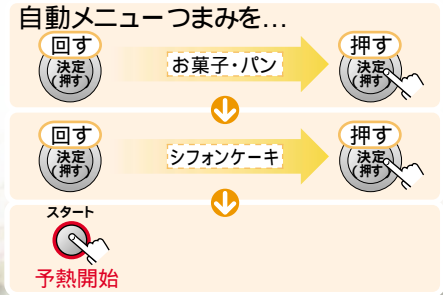 自動メニューつまみを…
回す
決定
(押す)
お菓子・パン
押す
決定
(押す)
回す
決定
(押す)
シフォンケーキ
押す
決定
(押す)
スタート
予熱開始